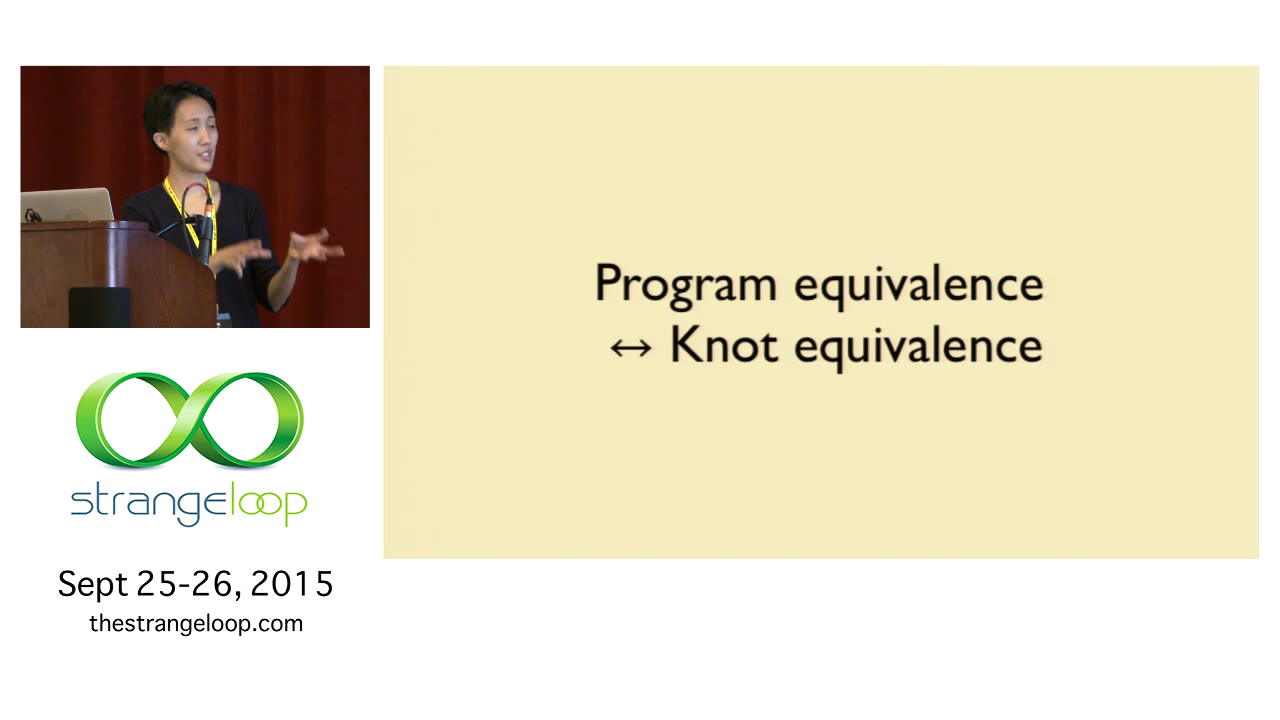 Program equivalence
↔ Knot equivalence
strangeloop
Sept 25-26, 2015
thestrangeloop.com